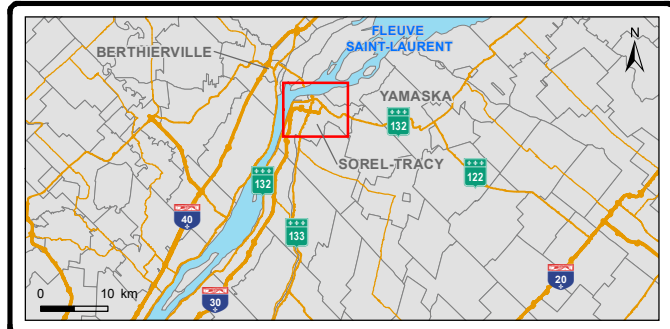 FLEUVE
SAINT-LAURENT
N
BERTHIERVILLE
YAMASKA
132
SOREL-TRACY
132
122
40
133
20
30
0 10 km